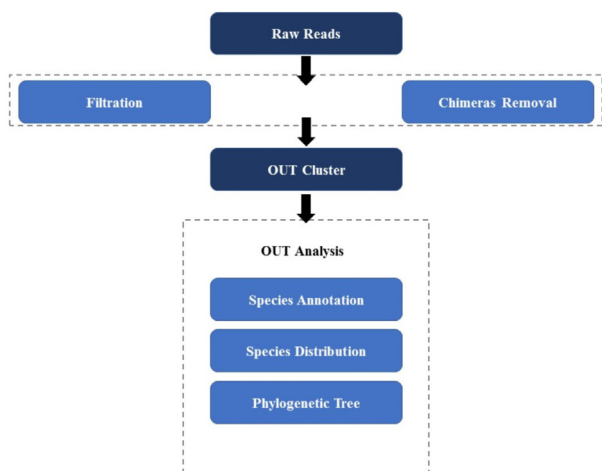 Raw Reads
Filtration
Chimeras Removal
OUT Cluster
OUT Analysis
Species Annotation
Species Distribution
Phylogenetic Tree